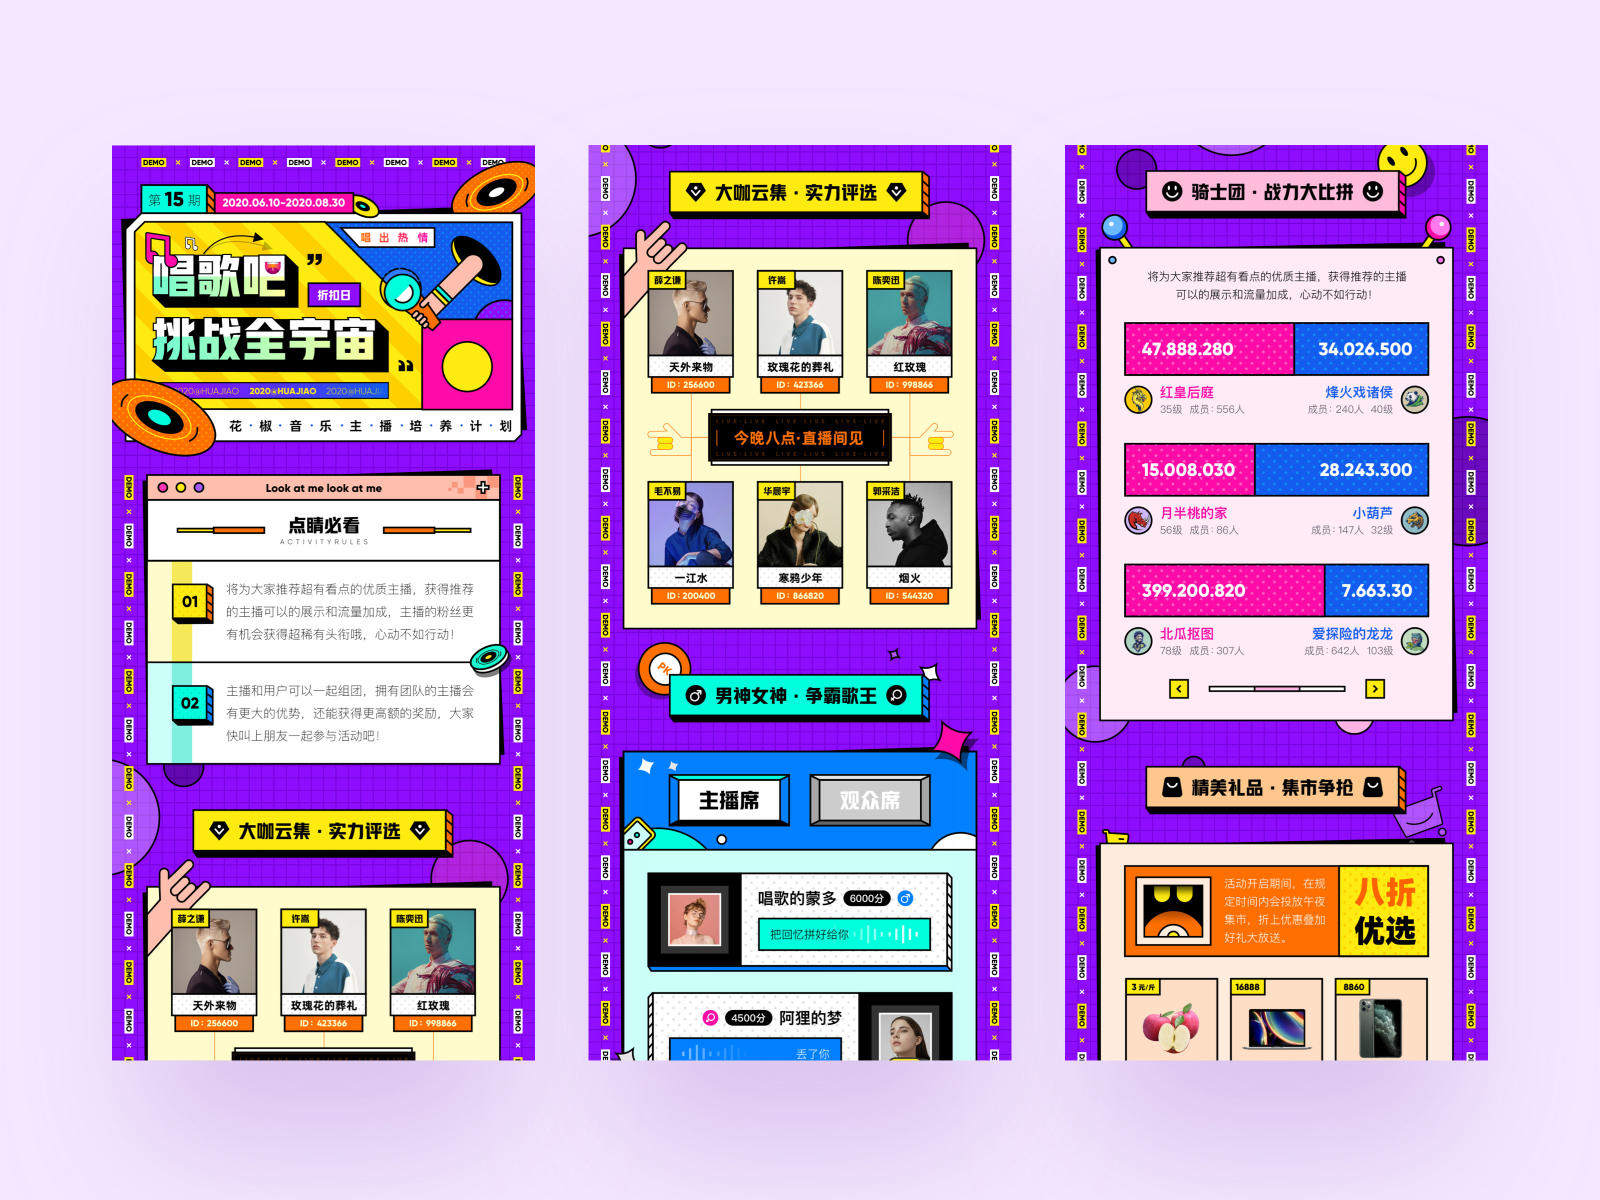 DEMO × DEMO × DEMO × DEMO × DEMO × DEMO × DEMO × DEMO
第 15 期
2020.06.10-2020.08.30
唱 出 热 情
唱歌吧
折扣日
挑战全宇宙
2020@HUAJIAO 2020@HUAJIAO
花·椒·音·乐·主·播·培·养·计·划
Look at me look at me
点睛必看
ACTIVITYRULES
01
将为大家推荐超有看点的优质主播，获得推荐
的主播可以的展示和流量加成，主播的粉丝更
有机会获得超稀有头衔哦，心动不如行动！
02
主播和用户可以一起组团，拥有团队的主播会
有更大的优势，还能获得更高额的奖励，大家
快叫上朋友一起参与活动吧！
大咖云集·实力评选
薛之谦 许嵩 陈奕迅
天外来物 玫瑰花的葬礼 红玫瑰
ID：256600 ID：423366 ID：998866
大咖云集·实力评选
薛之谦 许嵩 陈奕迅
天外来物 玫瑰花的葬礼 红玫瑰
ID：256600 ID：423366 ID：998866
LIVE·LIVE LIVE·LIVE LIVE·LIVE
今晚八点·直播间见
LIVE·LIVE LIVE·LIVE LIVE·LIVE
毛不易 华晨宇 郭采洁
一江水 寒鸦少年 烟火
ID：200400 ID：866820 ID：544320
PK
男神女神·争霸歌王
主播席 观众席
唱歌的蒙多 6000分
把回忆拼好给你
4500分 阿狸的梦
丢了你
骑士团·战力大比拼
将为大家推荐超有看点的优质主播，获得推荐的主播
可以的展示和流量加成，心动不如行动！
47.888.280 34.026.500
红皇后庭 烽火戏诸侯
35级 成员：556人 成员：240人 40级
15.008.030 28.243.300
月半桃的家 小葫芦
56级 成员：86人 成员：147人 32级
399.200.820 7.663.30
北瓜抠图 爱探险的龙龙
78级 成员：307人 成员：642人 103级
精美礼品·集市争抢
活动开启期间，在规
定时间内会投放午夜
集市，折上优惠叠加
好礼大放送。
八折
优选
3 元/斤 16888 8860